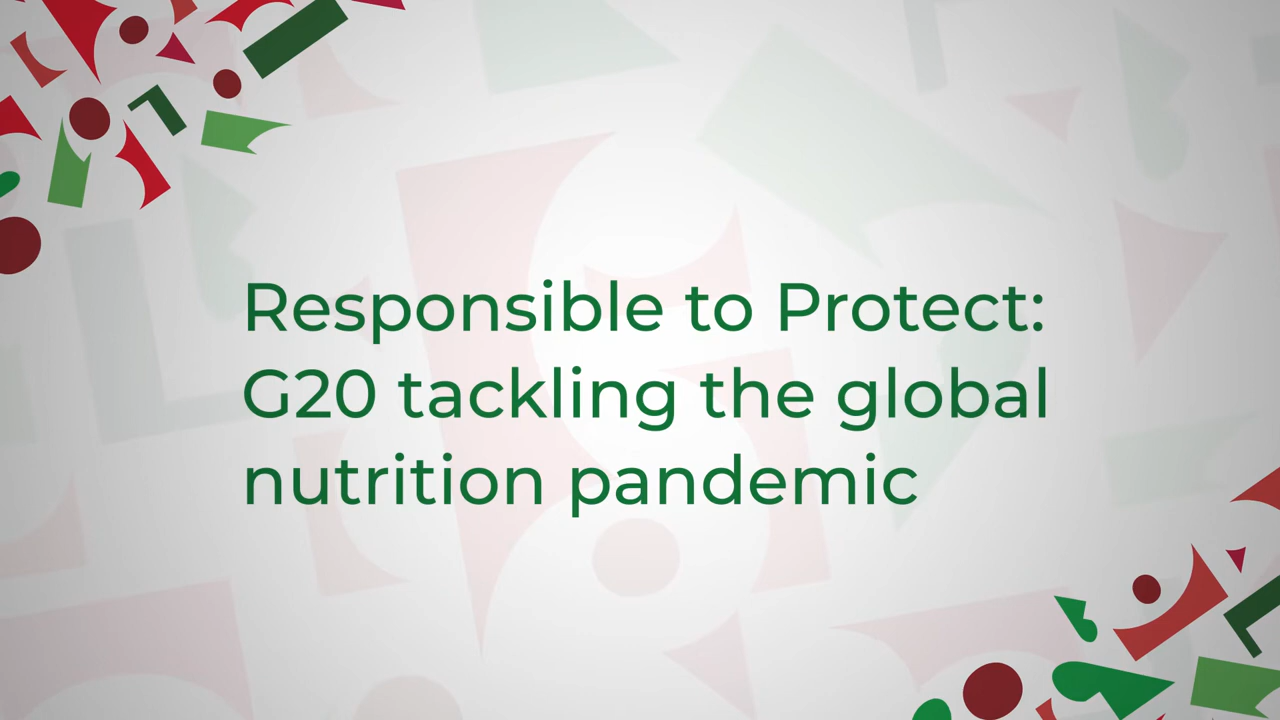 Responsible to Protect:
G20 tackling the global
nutrition pandemic